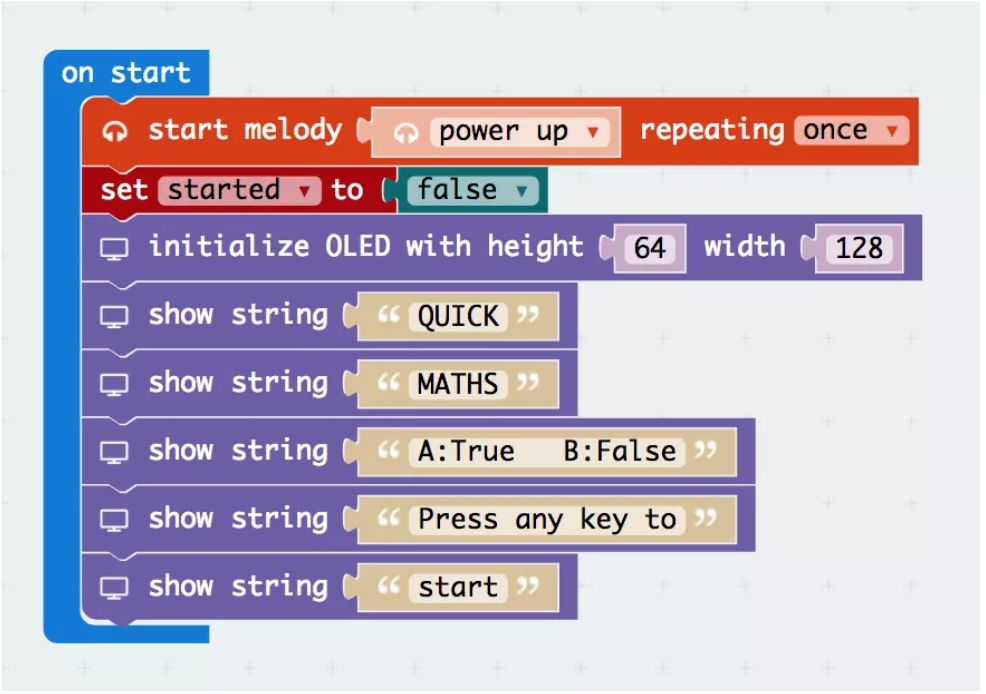 on start
start melody power up repeating once
set started to false
initialize OLED with height 64 width 128
show string “ QUICK ”
show string “ MATHS ”
show string “ A:True   B:False ”
show string “ Press any key to ”
show string “ start ”